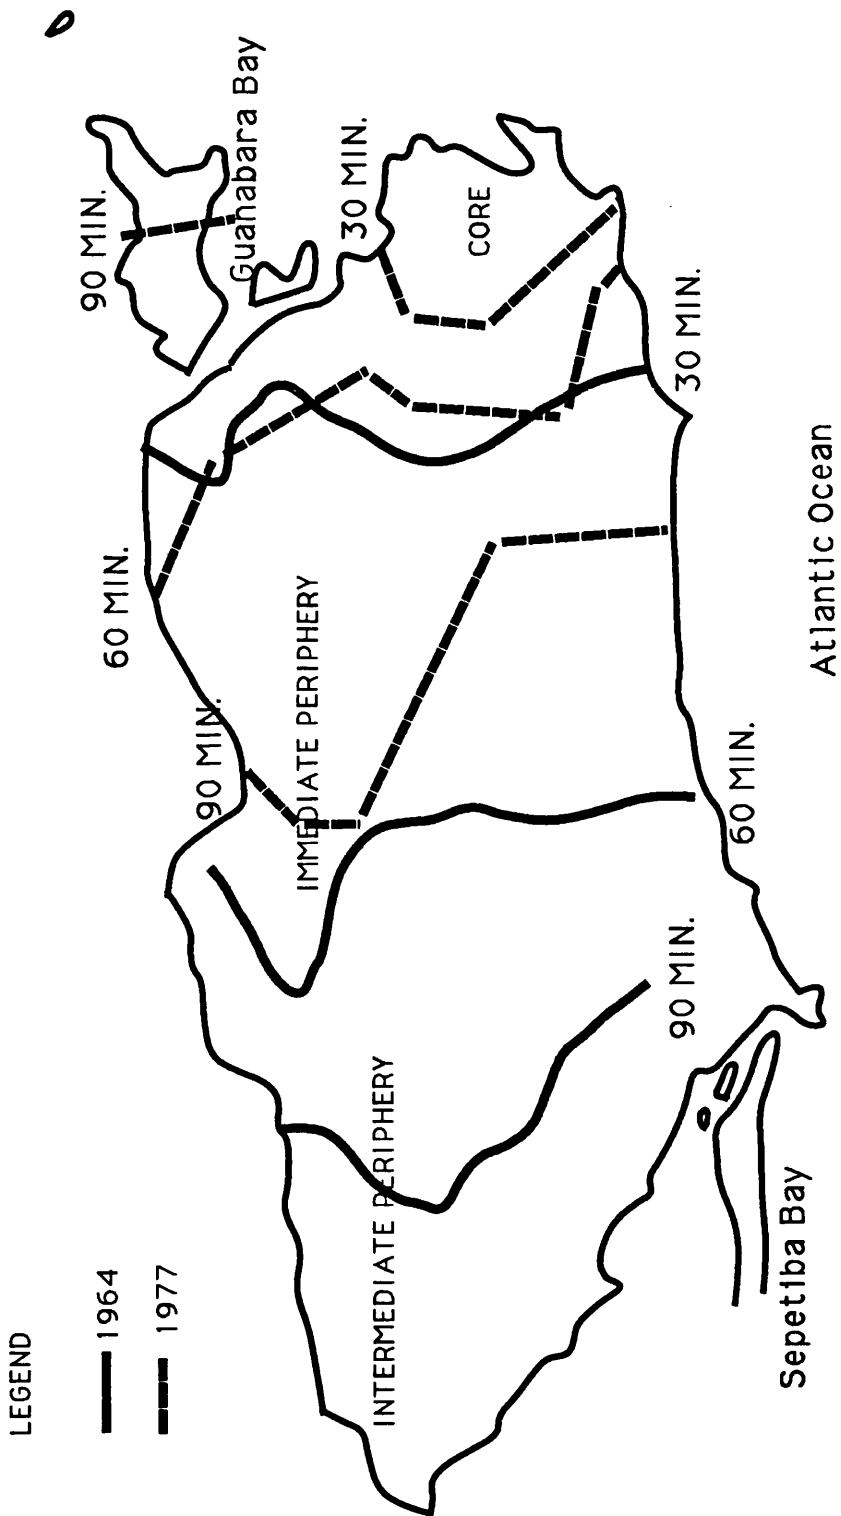 LEGEND
1964
1977
90 MIN.
Guanabara Bay
30 MIN.
CORE
60 MIN.
90 MIN.
IMMEDIATE PERIPHERY
30 MIN.
INTERMEDIATE PERIPHERY
90 MIN.
60 MIN.
Sepetiba Bay
Atlantic Ocean